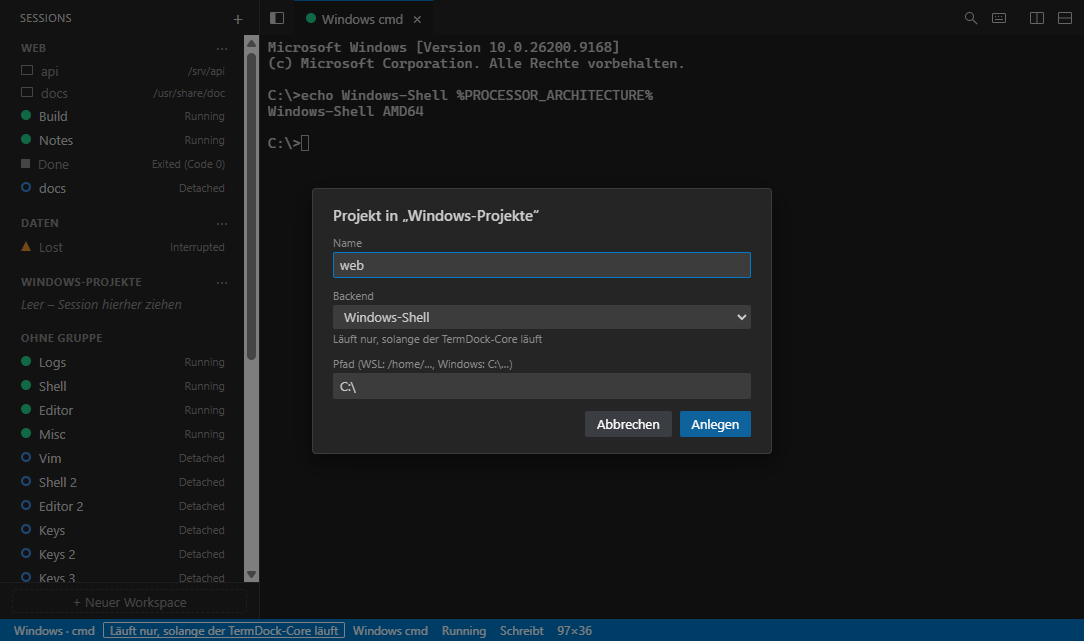 SESSIONS +
Windows cmd ×
WEB ...
api /srv/api
docs /usr/share/doc
Build Running
Notes Running
Done Exited (Code 0)
docs Detached
DATEN ...
Lost Interrupted
WINDOWS-PROJEKTE ...
Leer – Session hierher ziehen
OHNE GRUPPE
Logs Running
Shell Running
Editor Running
Misc Running
Vim Detached
Shell 2 Detached
Editor 2 Detached
Keys Detached
Keys 2 Detached
Keys 3 Detached
+ Neuer Workspace
Microsoft Windows [Version 10.0.26200.9168]
(c) Microsoft Corporation. Alle Rechte vorbehalten.
C:\>echo Windows-Shell %PROCESSOR_ARCHITECTURE%
Windows-Shell AMD64
C:\>
Projekt in „Windows-Projekte“
Name
web
Backend
Windows-Shell
Läuft nur, solange der TermDock-Core läuft
Pfad (WSL: /home/..., Windows: C:\...)
C:\
Abbrechen Anlegen
Windows · cmd Läuft nur, solange der TermDock-Core läuft Windows cmd Running Schreibt 97×36